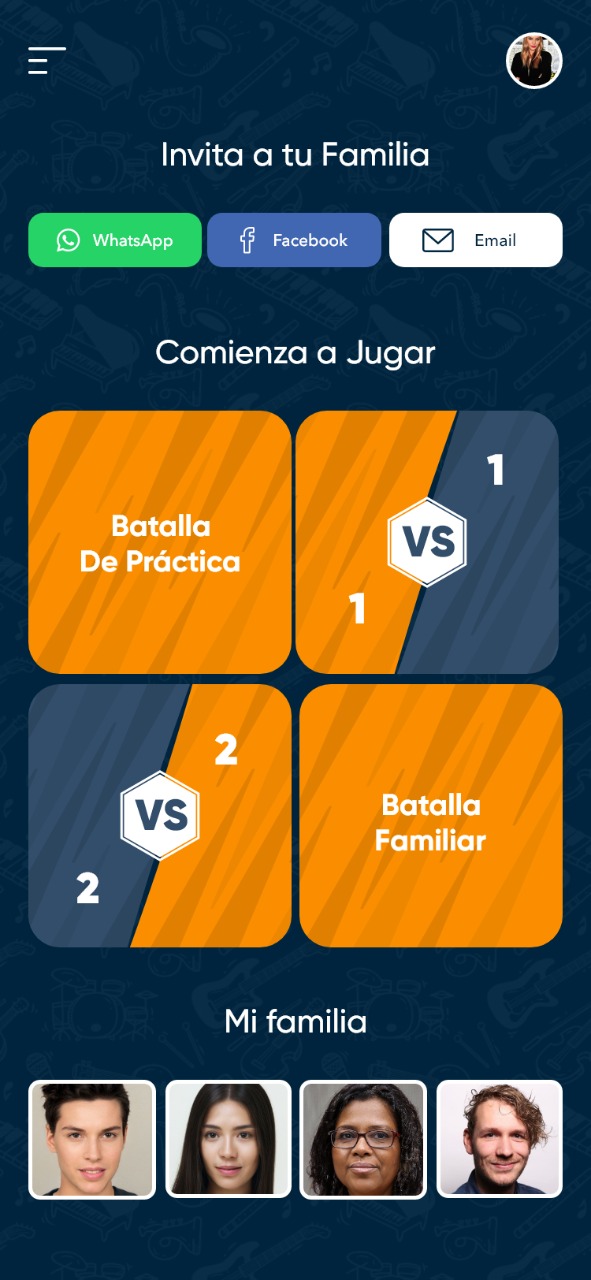 Invita a tu Familia
WhatsApp
Facebook
Email
Comienza a Jugar
Batalla
De Práctica
1
VS
1
2
VS
2
Batalla
Familiar
Mi familia